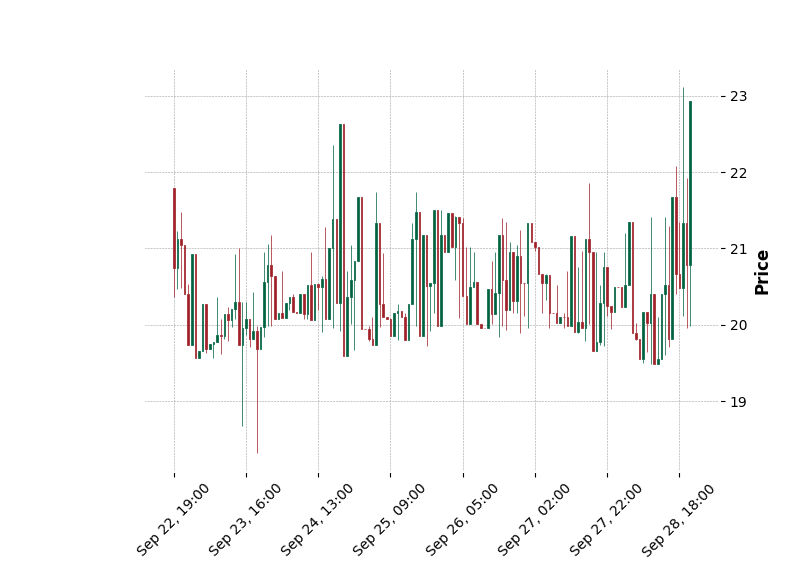 23
22
21
20
19
Price
Sep 22, 19:00
Sep 23, 16:00
Sep 24, 13:00
Sep 25, 09:00
Sep 26, 05:00
Sep 27, 02:00
Sep 27, 22:00
Sep 28, 18:00